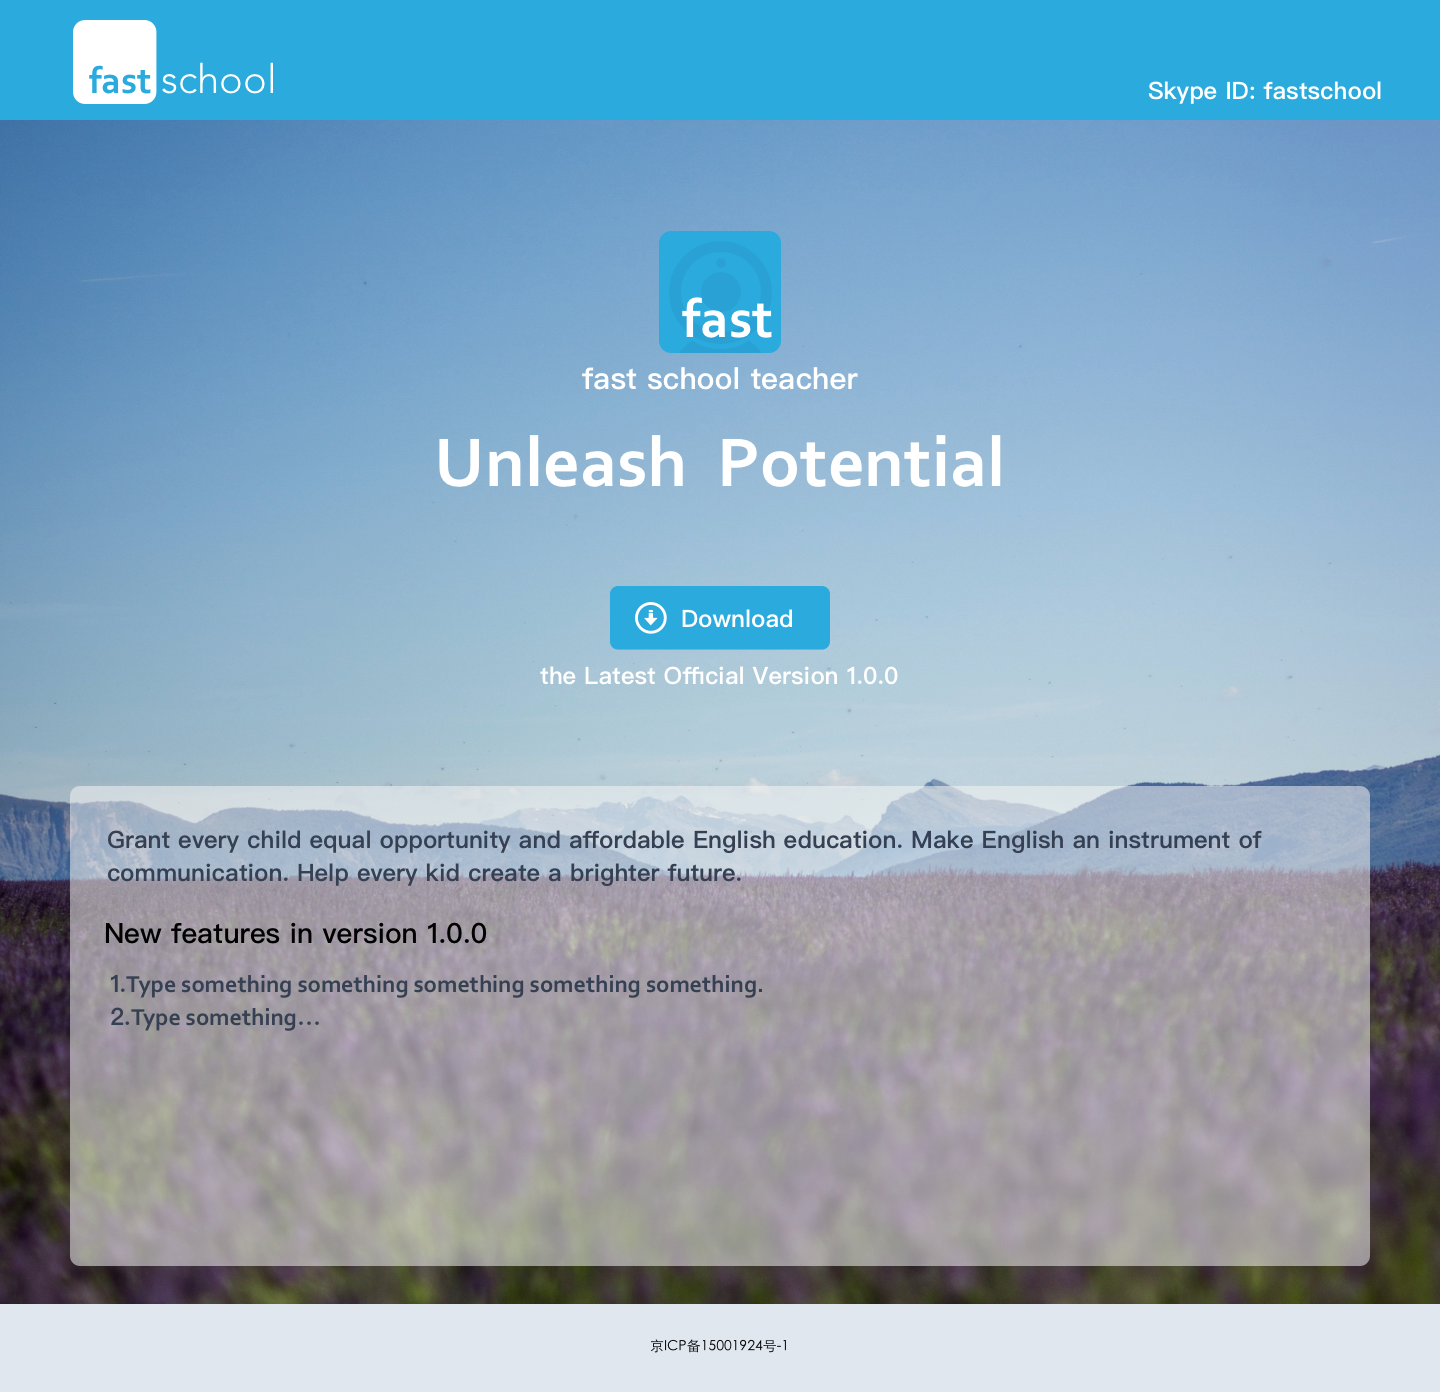 fast school
Skype ID: fastschool
fast
fast school teacher
Unleash Potential
Download
the Latest Official Version 1.0.0
Grant every child equal opportunity and affordable English education. Make English an instrument of
communication. Help every kid create a brighter future.
New features in version 1.0.0
1.Type something something something something something.
2.Type something...
京ICP备15001924号-1